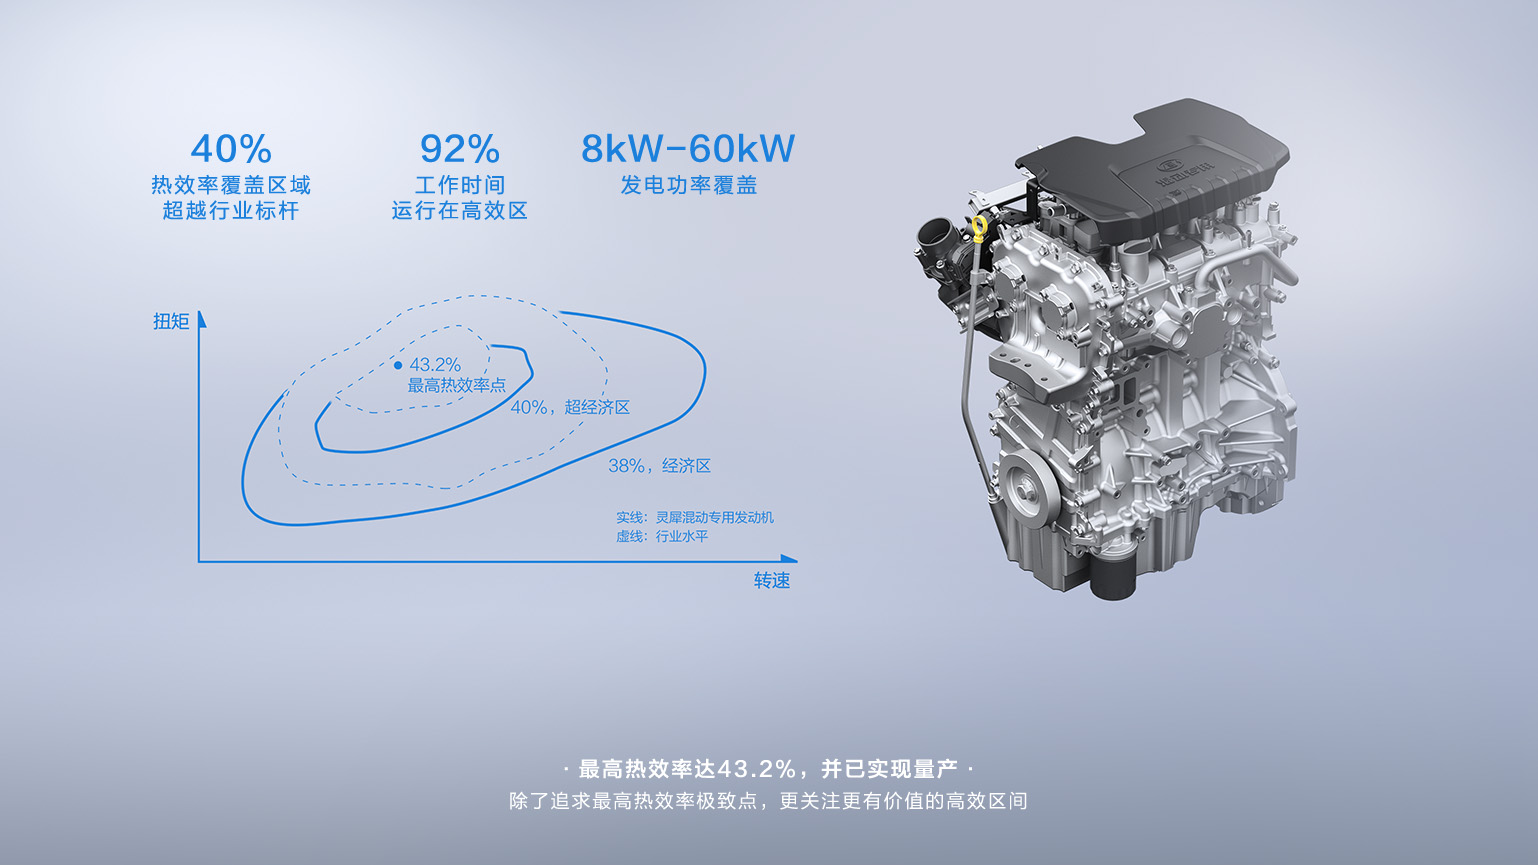 40%
热效率覆盖区域
超越行业标杆
92%
工作时间
运行在高效区
8kW-60kW
发电功率覆盖
扭矩
43.2%
最高热效率点
40%，超经济区
38%，经济区
实线：灵犀混动专用发动机
虚线：行业水平
转速
· 最高热效率达43.2%，并已实现量产 ·
除了追求最高热效率极致点，更关注更有价值的高效区间